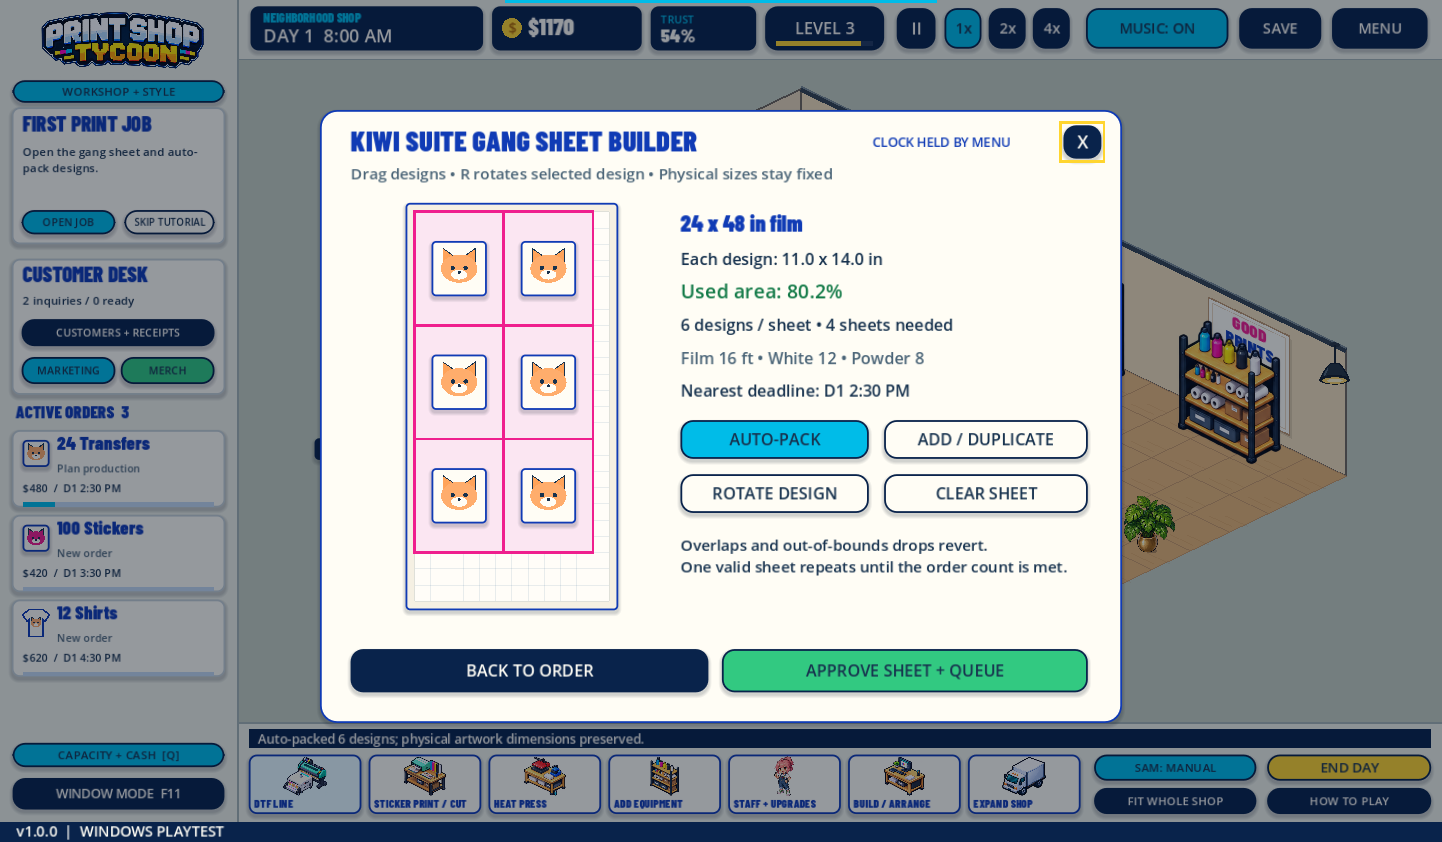 PRINT SHOP
TYCOON
NEIGHBORHOOD SHOP
DAY 1 8:00 AM
$ $1170
TRUST
54%
LEVEL 3
II
1x
2x
4x
MUSIC: ON
SAVE
MENU
WORKSHOP + STYLE
FIRST PRINT JOB
Open the gang sheet and auto-
pack designs.
OPEN JOB
SKIP TUTORIAL
CUSTOMER DESK
2 inquiries / 0 ready
CUSTOMERS + RECEIPTS
MARKETING
MERCH
ACTIVE ORDERS 3
24 Transfers
Plan production
$480 / D1 2:30 PM
100 Stickers
New order
$420 / D1 3:30 PM
12 Shirts
New order
$620 / D1 4:30 PM
CAPACITY + CASH [Q]
WINDOW MODE F11
KIWI SUITE GANG SHEET BUILDER
CLOCK HELD BY MENU
X
Drag designs • R rotates selected design • Physical sizes stay fixed
24 x 48 in film
Each design: 11.0 x 14.0 in
Used area: 80.2%
6 designs / sheet • 4 sheets needed
Film 16 ft • White 12 • Powder 8
Nearest deadline: D1 2:30 PM
AUTO-PACK
ADD / DUPLICATE
ROTATE DESIGN
CLEAR SHEET
Overlaps and out-of-bounds drops revert.
One valid sheet repeats until the order count is met.
BACK TO ORDER
APPROVE SHEET + QUEUE
GOOD
PRINTS
Auto-packed 6 designs; physical artwork dimensions preserved.
DTF LINE
STICKER PRINT / CUT
HEAT PRESS
ADD EQUIPMENT
STAFF + UPGRADES
BUILD / ARRANGE
EXPAND SHOP
SAM: MANUAL
END DAY
FIT WHOLE SHOP
HOW TO PLAY
v1.0.0 | WINDOWS PLAYTEST